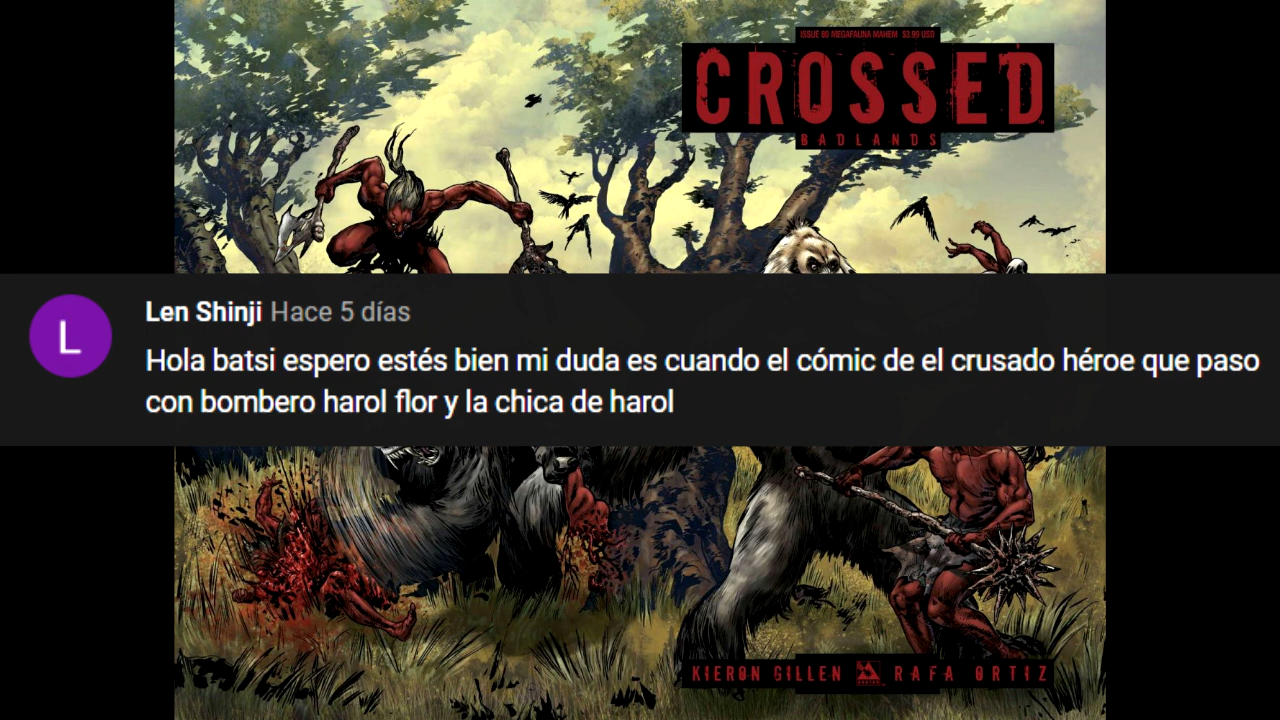 ISSUE 80 MEGAFAUNA MAHEM $3.99 USD
CROSSED
BADLANDS
L
Len Shinji Hace 5 días
Hola batsi espero estés bien mi duda es cuando el cómic de el crusado héroe que paso
con bombero harol flor y la chica de harol
KIERON GILLEN RAFA ORTIZ